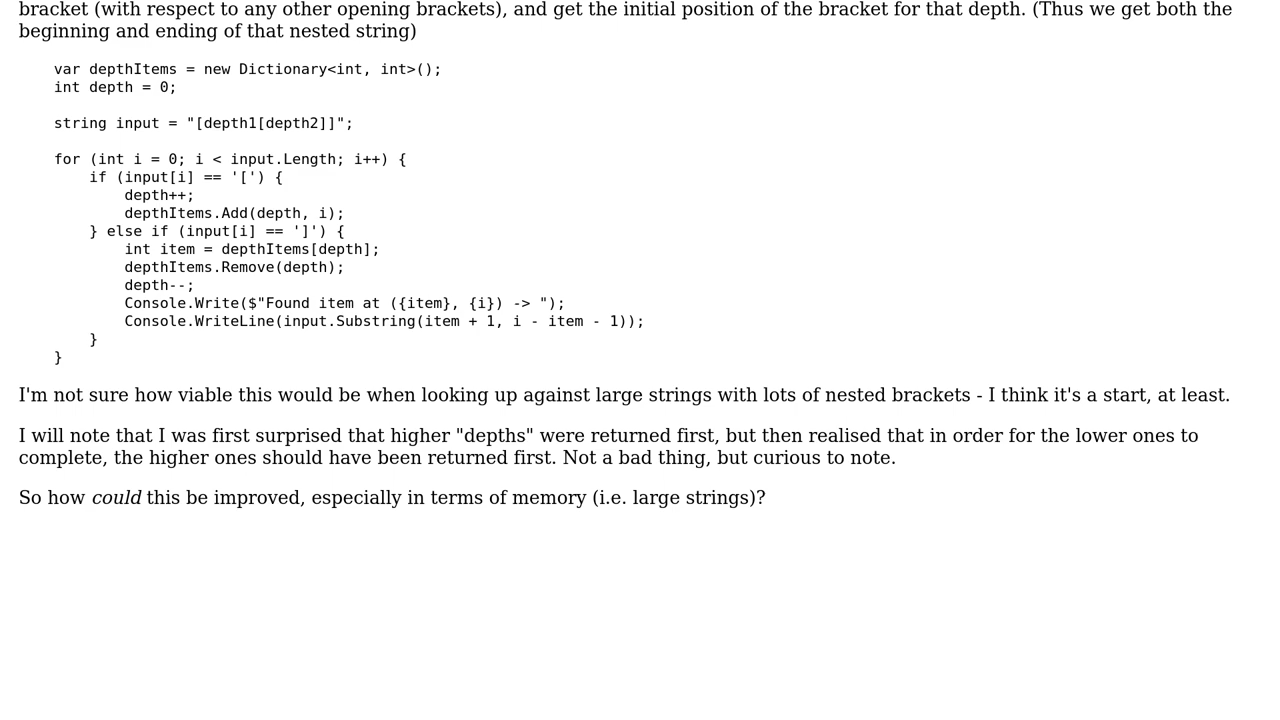 bracket (with respect to any other opening brackets), and get the initial position of the bracket for that depth. (Thus we get both the
beginning and ending of that nested string)
var depthItems = new Dictionary<int, int>();
int depth = 0;
string input = "[depth1[depth2]]";
for (int i = 0; i < input.Length; i++) {
    if (input[i] == '[') {
        depth++;
        depthItems.Add(depth, i);
    } else if (input[i] == ']') {
        int item = depthItems[depth];
        depthItems.Remove(depth);
        depth--;
        Console.Write($"Found item at ({item}, {i}) -> ");
        Console.WriteLine(input.Substring(item + 1, i - item - 1));
    }
}
I'm not sure how viable this would be when looking up against large strings with lots of nested brackets - I think it's a start, at least.
I will note that I was first surprised that higher "depths" were returned first, but then realised that in order for the lower ones to
complete, the higher ones should have been returned first. Not a bad thing, but curious to note.
So how could this be improved, especially in terms of memory (i.e. large strings)?